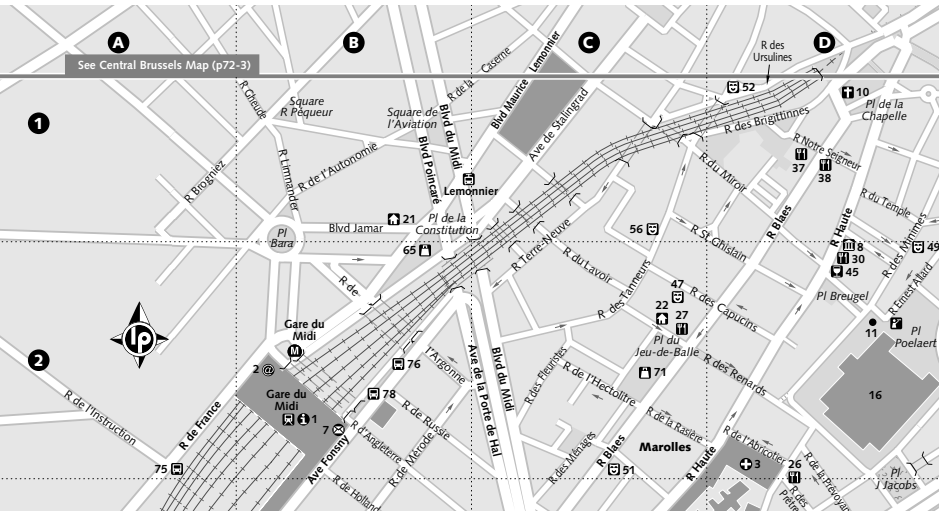 A
B
C
D
See Central Brussels Map (p72-3)
1
2
R des
Ursulines
52
10
Pl de la
Chapelle
R des Brigittinnes
R Notre Seigneur
37
38
R du Temple
R des Minimes
R Haute
8
30
45
49
R Ernest Allard
Pl Breugel
11
Pl
Poelaert
16
Pl
J Jacobs
R Cheude
Square
R Pequeur
Square de
l'Aviation
Blvd du Midi
R de la Caserne
Blvd Maurice Lemonnier
Ave de Stalingrad
Lemonnier
Blvd Poincaré
R Brogniez
R Limnander
R de l'Autonomie
21
Blvd Jamar
Pl de la
Constitution
65
Pl
Bara
R de
R Terre-Neuve
R du Lavoir
R des Tanneurs
56
R du Miroir
R St Ghislain
R Blaes
47
22
27
R des Capucins
Pl du
Jeu-de-Balle
71
R des Renards
lp
Gare du
Midi
M
2
Gare du
Midi
1
7
76
78
l'Argonne
R de Russie
R d'Angleterre
R de Mérode
R de Holland
Ave Fonsny
R de France
R de l'Instruction
75
Ave de la Porte de Hal
Blvd du Midi
R des Fleuristes
R de l'Hectolitre
R de la Rasière
R des Ménages
R Blaes
51
Marolles
R Haute
R de l'Abricotier
3
26
R de la Prévoyance
R des
Prêtres